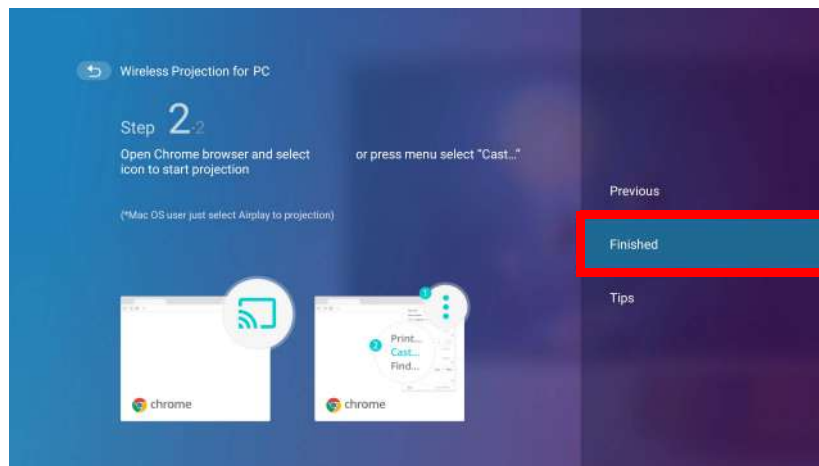 Wireless Projection for PC
Step 2-2
Open Chrome browser and select or press menu select "Cast..."
icon to start projection
Previous
(*Mac OS user just select Airplay to projection)
Finished
Tips
1
2 Print...
Cast...
Find...
chrome
chrome